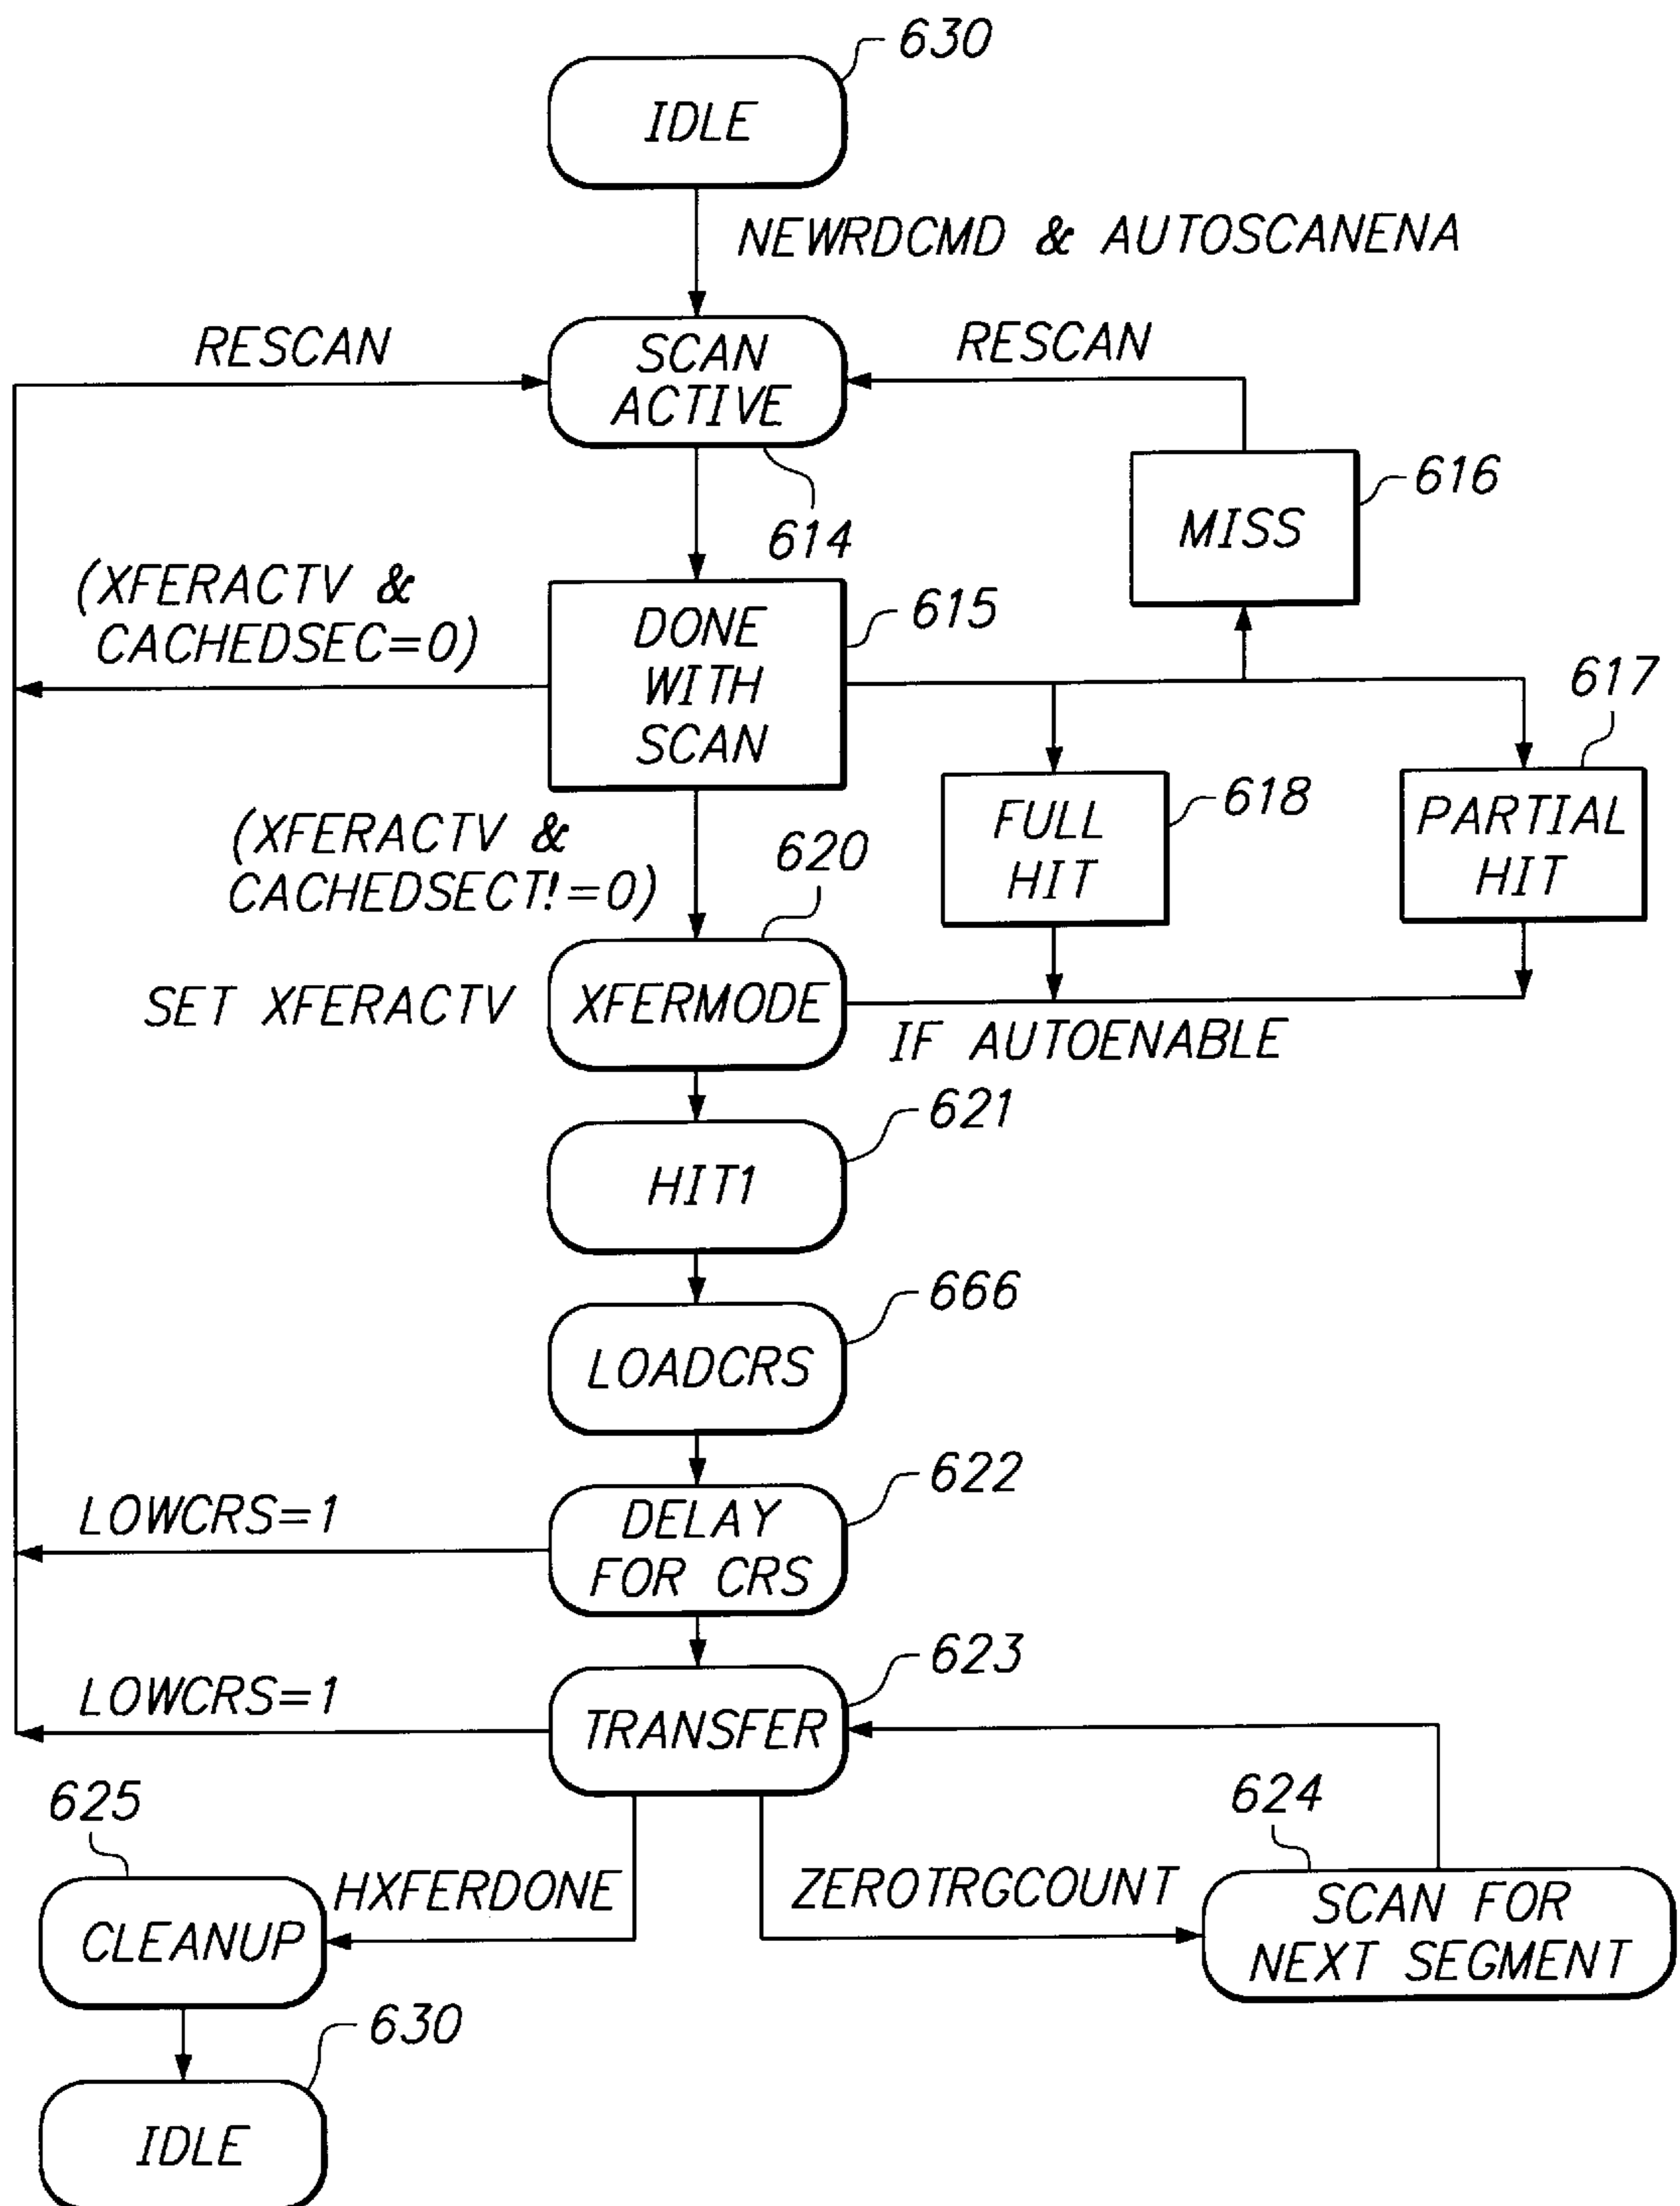 630
IDLE
NEWRDCMD & AUTOSCANENA
RESCAN
SCAN
ACTIVE
RESCAN
614
MISS
616
(XFERACTV &
CACHEDSEC=0)
DONE
WITH
SCAN
615
617
FULL
HIT
618
PARTIAL
HIT
(XFERACTV &
CACHEDSECT!=0)
620
SET XFERACTV
XFERMODE
IF AUTOENABLE
621
HIT1
666
LOADCRS
622
LOWCRS=1
DELAY
FOR CRS
623
LOWCRS=1
TRANSFER
625
624
HXFERDONE
ZEROTRGCOUNT
CLEANUP
SCAN FOR
NEXT SEGMENT
630
IDLE